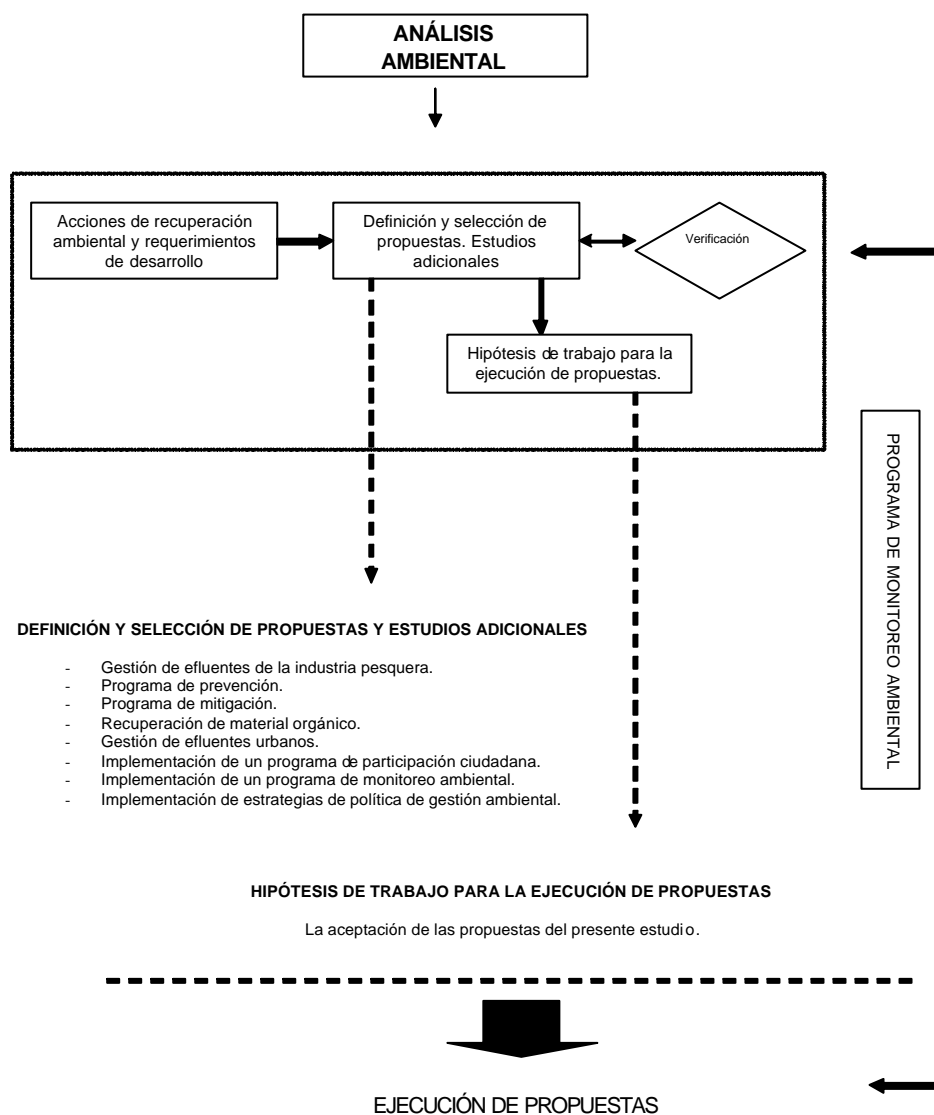 ANÁLISIS
AMBIENTAL
Acciones de recuperación
ambiental y requerimientos
de desarrollo
Definición y selección de
propuestas. Estudios
adicionales
Verificación
Hipótesis de trabajo para la
ejecución de propuestas.
PROGRAMA DE MONITOREO AMBIENTAL
DEFINICIÓN Y SELECCIÓN DE PROPUESTAS Y ESTUDIOS ADICIONALES
- Gestión de efluentes de la industria pesquera.
- Programa de prevención.
- Programa de mitigación.
- Recuperación de material orgánico.
- Gestión de efluentes urbanos.
- Implementación de un programa de participación ciudadana.
- Implementación de un programa de monitoreo ambiental.
- Implementación de estrategias de política de gestión ambiental.
HIPÓTESIS DE TRABAJO PARA LA EJECUCIÓN DE PROPUESTAS
La aceptación de las propuestas del presente estudio.
EJECUCIÓN DE PROPUESTAS